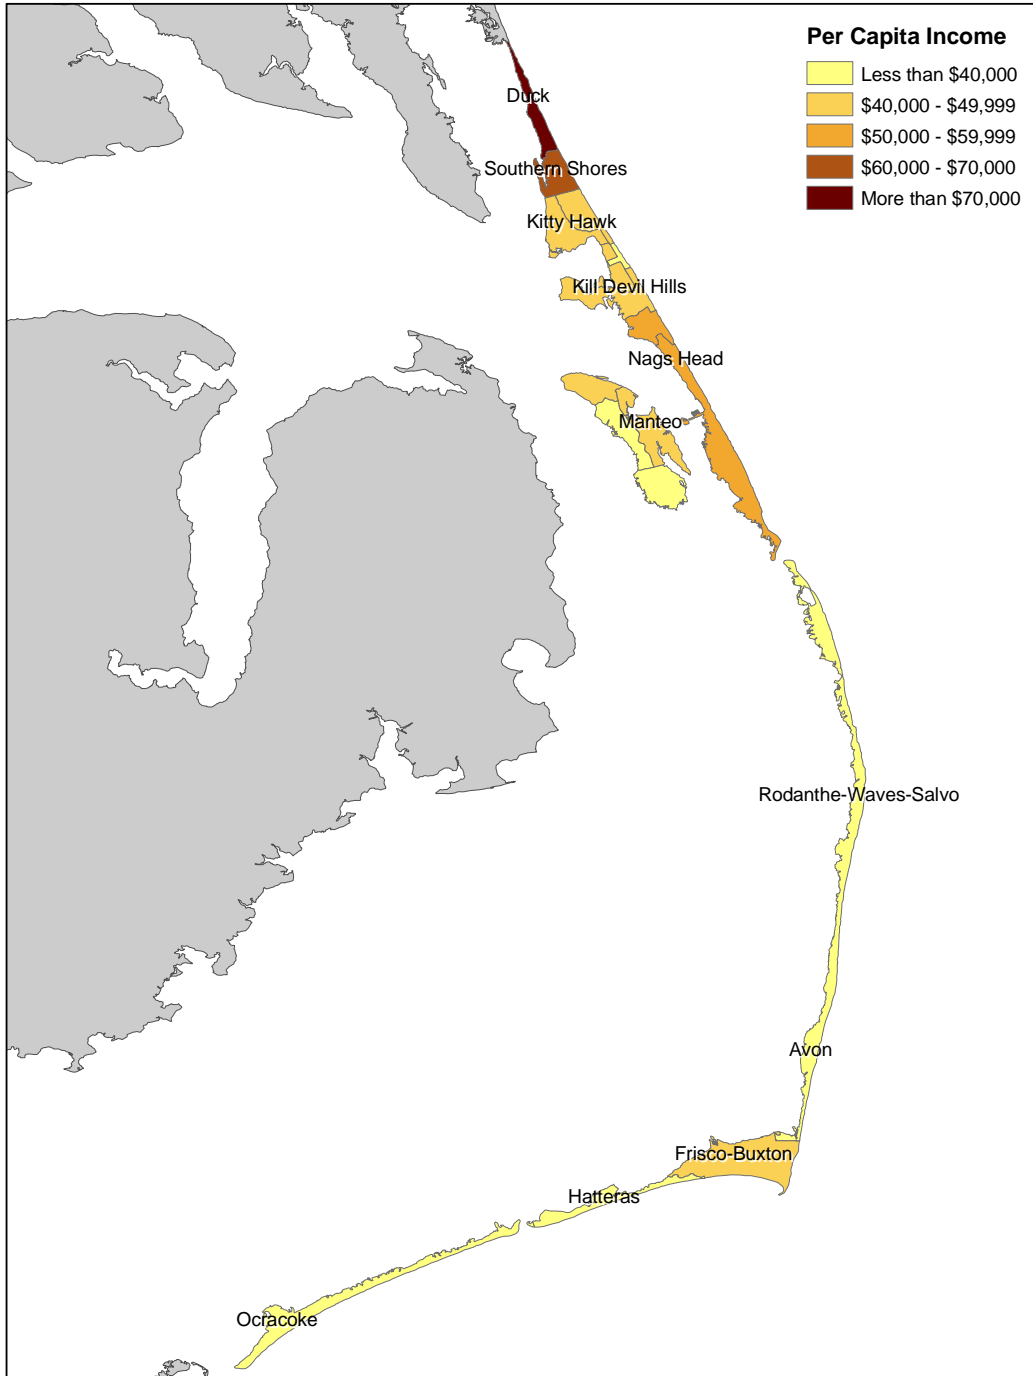 Per Capita Income
Less than $40,000
$40,000 - $49,999
$50,000 - $59,999
$60,000 - $70,000
More than $70,000
Duck
Southern Shores
Kitty Hawk
Kill Devil Hills
Nags Head
Manteo
Rodanthe-Waves-Salvo
Avon
Frisco-Buxton
Hatteras
Ocracoke